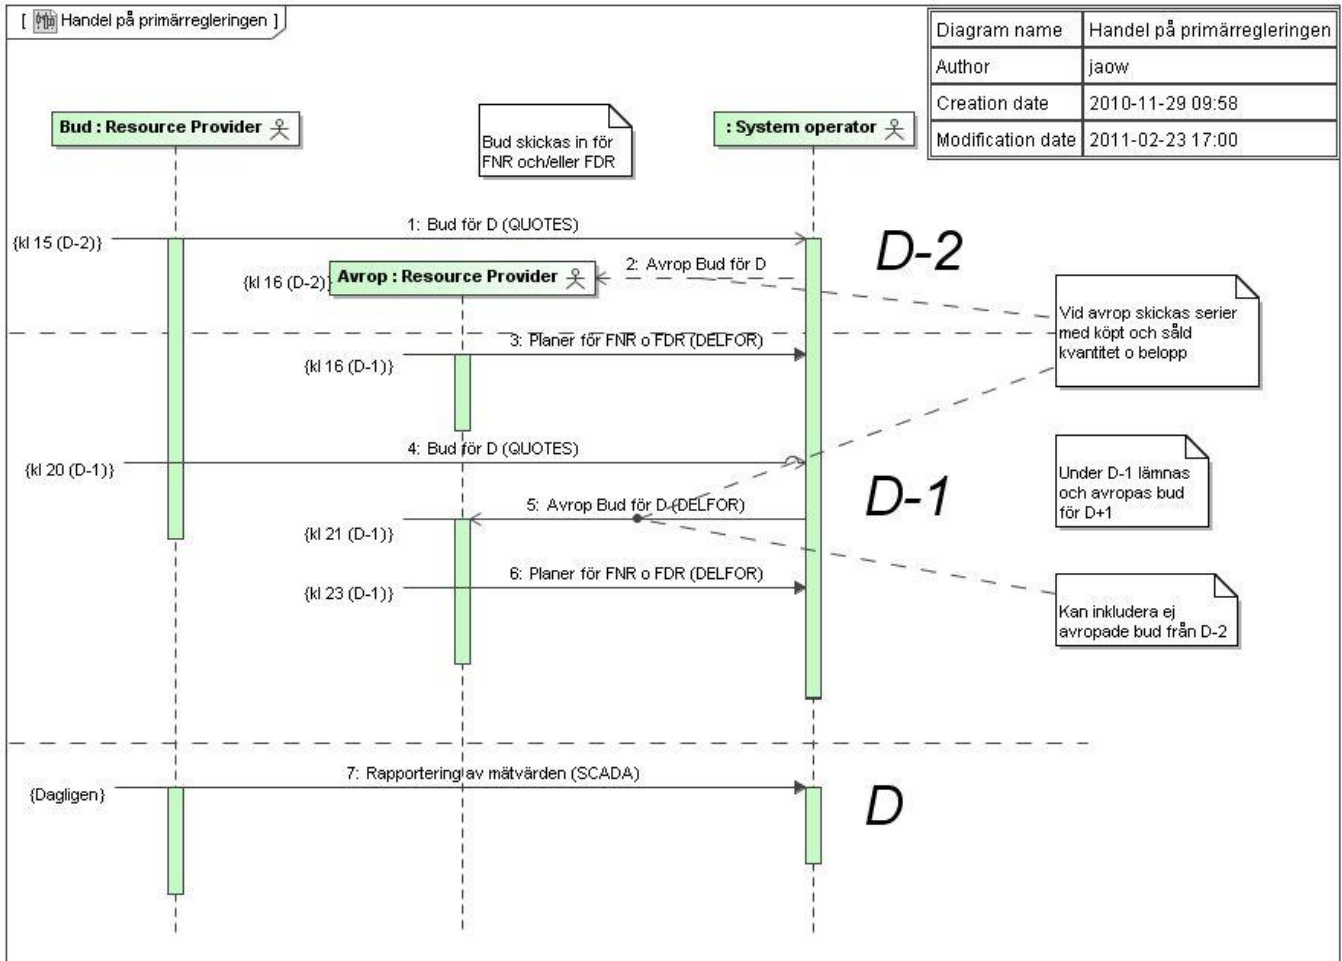 [ Handel på primärregleringen ]
Diagram name Handel på primärregleringen
Author jaow
Creation date 2010-11-29 09:58
Modification date 2011-02-23 17:00
Bud : Resource Provider
Bud skickas in för
FNR och/eller FDR
: System operator
1: Bud för D (QUOTES)
{kl 15 (D-2)}
D-2
2: Avrop Bud för D
Avrop : Resource Provider
{kl 16 (D-2)}
Vid avrop skickas serier
med köpt och såld
kvantitet o belopp
3: Planer för FNR o FDR (DELFOR)
{kl 16 (D-1)}
4: Bud för D (QUOTES)
{kl 20 (D-1)}
Under D-1 lämnas
och avropas bud
för D+1
D-1
5: Avrop Bud för D (DELFOR)
{kl 21 (D-1)}
6: Planer för FNR o FDR (DELFOR)
{kl 23 (D-1)}
Kan inkludera ej
avropade bud från D-2
7: Rapportering av mätvärden (SCADA)
{Dagligen}
D